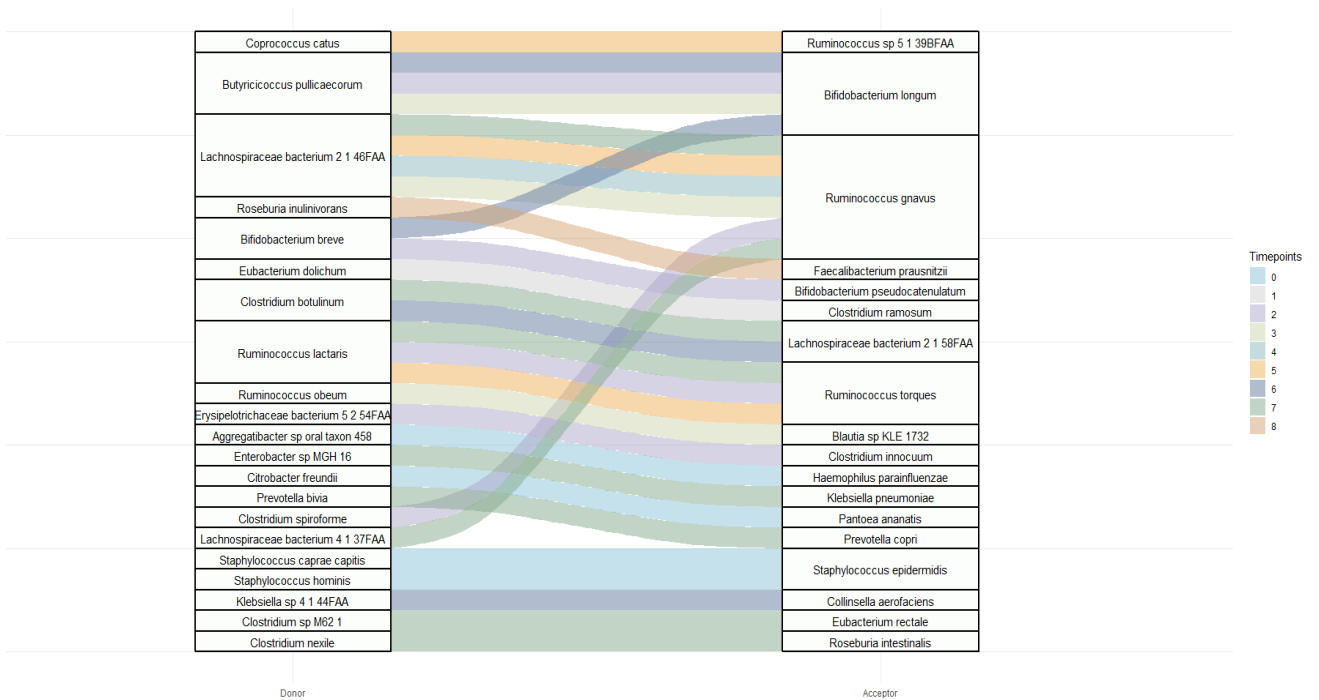 Coprococcus catus
Butyricicoccus pullicaecorum
Lachnospiraceae bacterium 2 1 46FAA
Roseburia inulinivorans
Bifidobacterium breve
Eubacterium dolichum
Clostridium botulinum
Ruminococcus lactaris
Ruminococcus obeum
Erysipelotrichaceae bacterium 5 2 54FAA
Aggregatibacter sp oral taxon 458
Enterobacter sp MGH 16
Citrobacter freundii
Prevotella bivia
Clostridium spiroforme
Lachnospiraceae bacterium 4 1 37FAA
Staphylococcus caprae capitis
Staphylococcus hominis
Klebsiella sp 4 1 44FAA
Clostridium sp M62 1
Clostridium nexile
Donor
Ruminococcus sp 5 1 39BFAA
Bifidobacterium longum
Ruminococcus gnavus
Faecalibacterium prausnitzii
Bifidobacterium pseudocatenulatum
Clostridium ramosum
Lachnospiraceae bacterium 2 1 58FAA
Ruminococcus torques
Blautia sp KLE 1732
Clostridium innocuum
Haemophilus parainfluenzae
Klebsiella pneumoniae
Pantoea ananatis
Prevotella copri
Staphylococcus epidermidis
Collinsella aerofaciens
Eubacterium rectale
Roseburia intestinalis
Acceptor
Timepoints
0
1
2
3
4
5
6
7
8